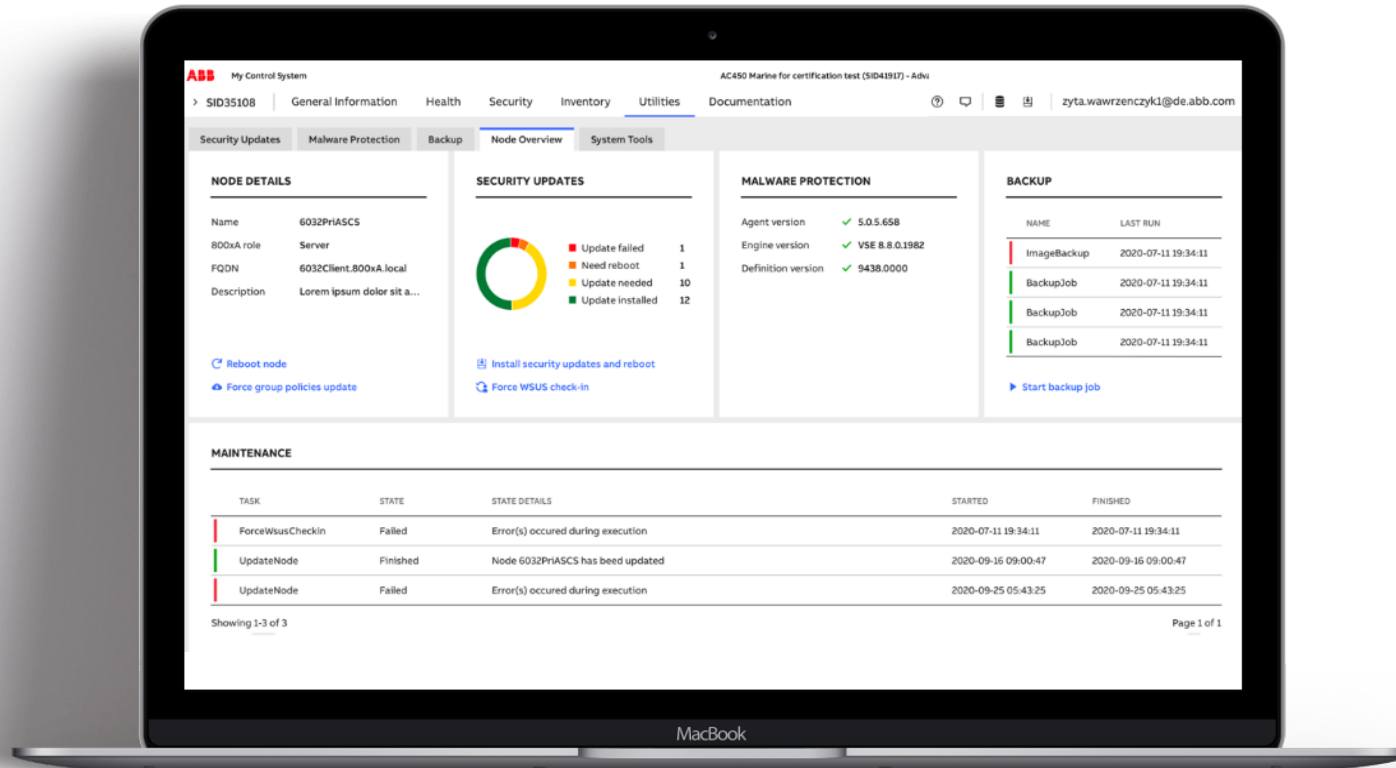 ABB My Control System AC450 Marine for certification test (SID41917) - Adva
> SID35108 General Information Health Security Inventory Utilities Documentation zyta.wawrzenczyk1@de.abb.com
Security Updates Malware Protection Backup Node Overview System Tools
NODE DETAILS
Name 6032PriASCS
800xA role Server
FQDN 6032Client.800xA.local
Description Lorem ipsum dolor sit a...
Reboot node
Force group policies update
SECURITY UPDATES
Update failed 1
Need reboot 1
Update needed 10
Update installed 12
Install security updates and reboot
Force WSUS check-in
MALWARE PROTECTION
Agent version 5.0.5.658
Engine version VSE 8.8.0.1982
Definition version 9438.0000
BACKUP
NAME LAST RUN
ImageBackup 2020-07-11 19:34:11
BackupJob 2020-07-11 19:34:11
BackupJob 2020-07-11 19:34:11
BackupJob 2020-07-11 19:34:11
Start backup job
MAINTENANCE
TASK STATE STATE DETAILS STARTED FINISHED
ForceWsusCheckin Failed Error(s) occured during execution 2020-07-11 19:34:11 2020-07-11 19:34:11
UpdateNode Finished Node 6032PriASCS has beed updated 2020-09-16 09:00:47 2020-09-16 09:00:47
UpdateNode Failed Error(s) occured during execution 2020-09-25 05:43:25 2020-09-25 05:43:25
Showing 1-3 of 3 Page 1 of 1
MacBook